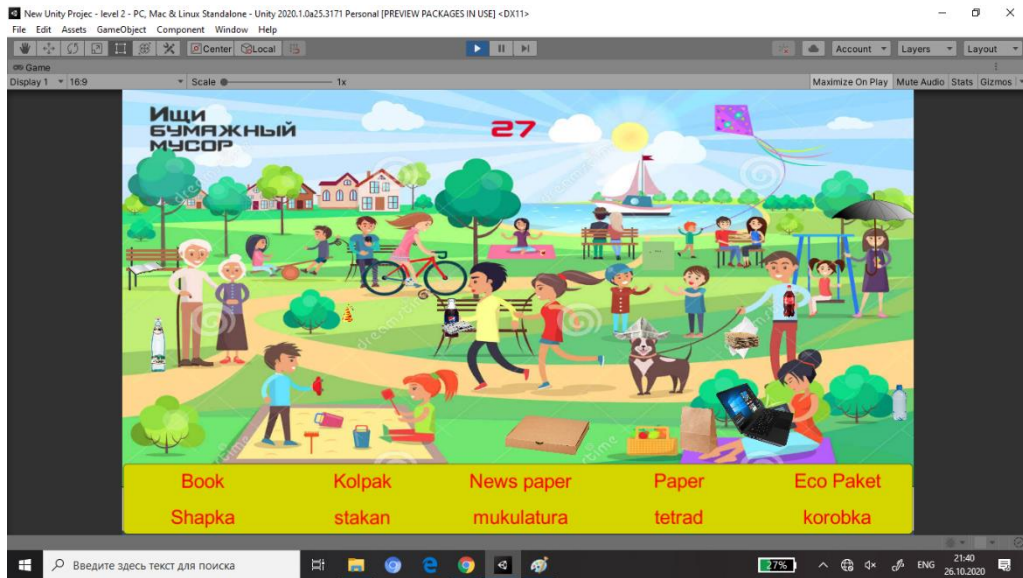 New Unity Projec - level 2 - PC, Mac & Linux Standalone - Unity 2020.1.0a25.3171 Personal [PREVIEW PACKAGES IN USE] <DX11>
File Edit Assets GameObject Component Window Help
Center Local Account Layers Layout
Game
Display 1 16:9 Scale 1x Maximize On Play Mute Audio Stats Gizmos
Ищи
БУМАЖНЫЙ
МУСОР
27
Book Kolpak News paper Paper Eco Paket
Shapka stakan mukulatura tetrad korobka
Введите здесь текст для поиска 27% ENG 21:40
26.10.2020